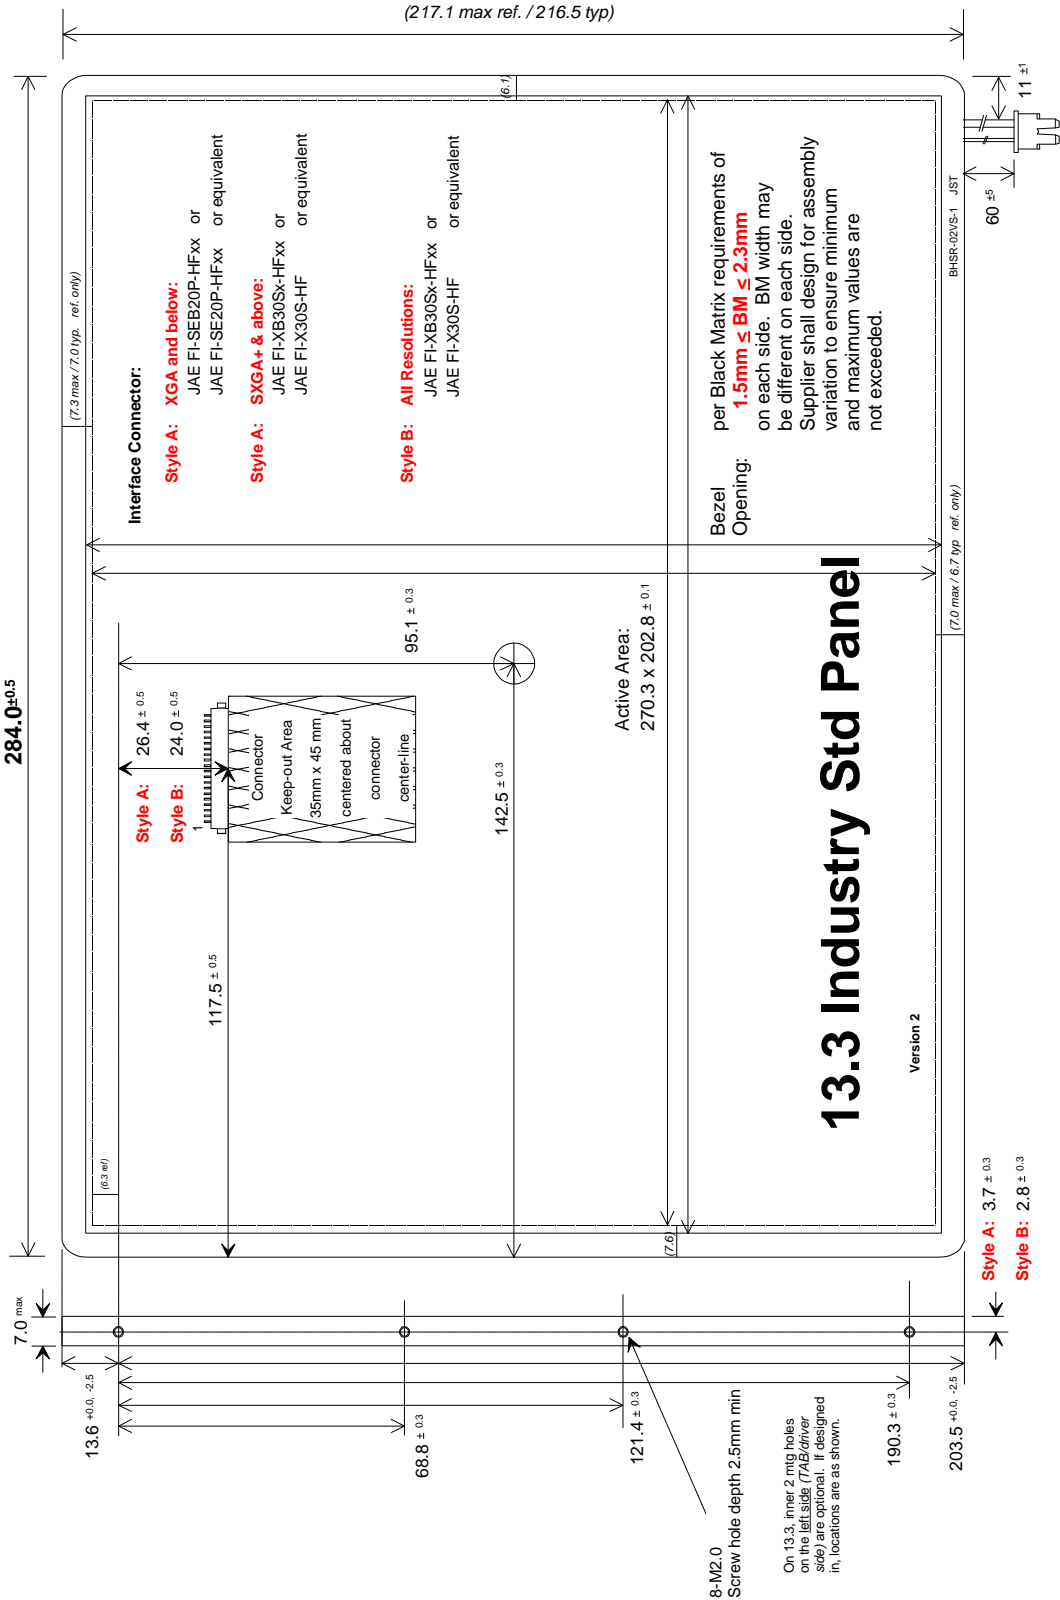 (217.1 max ref. / 216.5 typ)
284.0±0.5
11 ±1
60 ±5
BHSR-02VS-1   JST
(6.1)
(7.3 max / 7.0 typ.  ref. only)
(7.0 max / 6.7 typ  ref. only)
(6.3 ref)
(7.6)
Interface Connector:
Style A:   XGA and below:
JAE FI-SEB20P-HFxx   or
JAE FI-SE20P-HFxx    or equivalent
Style A:   SXGA+ & above:
JAE FI-XB30Sx-HFxx  or
JAE FI-X30S-HF          or equivalent
Style B:   All Resolutions:
JAE FI-XB30Sx-HFxx  or
JAE FI-X30S-HF          or equivalent
Style A:   26.4 ± 0.5
Style B:   24.0 ± 0.5
1
Connector
Keep-out Area
35mm x 45 mm
centered about
connector
center-line
95.1 ± 0.3
117.5 ± 0.5
142.5 ± 0.3
Active Area:
270.3 x 202.8 ± 0.1
Bezel
Opening:
per Black Matrix requirements of
1.5mm ≤ BM ≤ 2.3mm
on each side.  BM width may
be different on each side.
Supplier shall design for assembly
variation to ensure minimum
and maximum values are
not exceeded.
13.3 Industry Std Panel
Version 2
7.0 max
13.6 +0.0, -2.5
68.8 ± 0.3
121.4 ± 0.3
190.3 ± 0.3
203.5 +0.0, -2.5
Style A:  3.7 ± 0.3
Style B:  2.8 ± 0.3
8-M2.0
Screw hole depth 2.5mm min
On 13.3, inner 2 mtg holes
on the left side (TAB/driver
side) are optional.  If designed
in, locations are as shown.